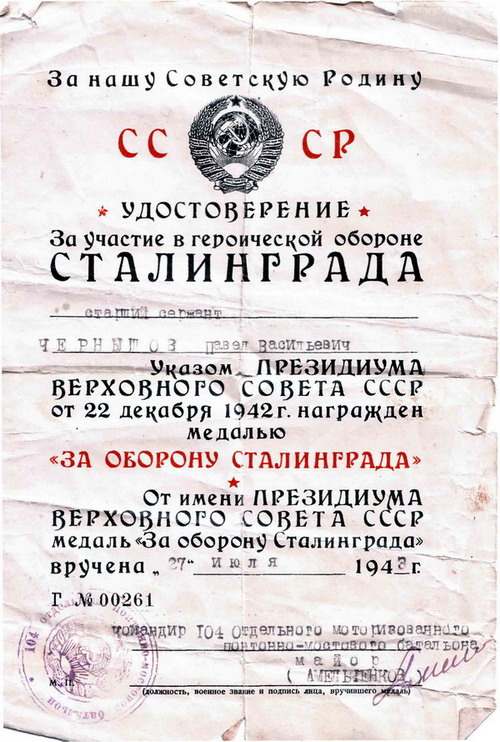 За нашу Советскую Родину
СС СР
УДОСТОВЕРЕНИЕ
За участие в героической обороне
СТАЛИНГРАДА
старший сержант
ЧЕРНЫШОВ Павел Васильевич
Указом ПРЕЗИДИУМА
ВЕРХОВНОГО СОВЕТА СССР
от 22 декабря 1942 г. награжден
медалью
«ЗА ОБОРОНУ СТАЛИНГРАДА»
От имени ПРЕЗИДИУМА
ВЕРХОВНОГО СОВЕТА СССР
медаль «За оборону Сталинграда»
вручена „27" июля 1943 г.
Г № 00261
командир 104 Отдельного моторизованного
понтонно-мостового батальона
майор
М. П.
(должность, военное звание и подпись лица, вручившего медаль)